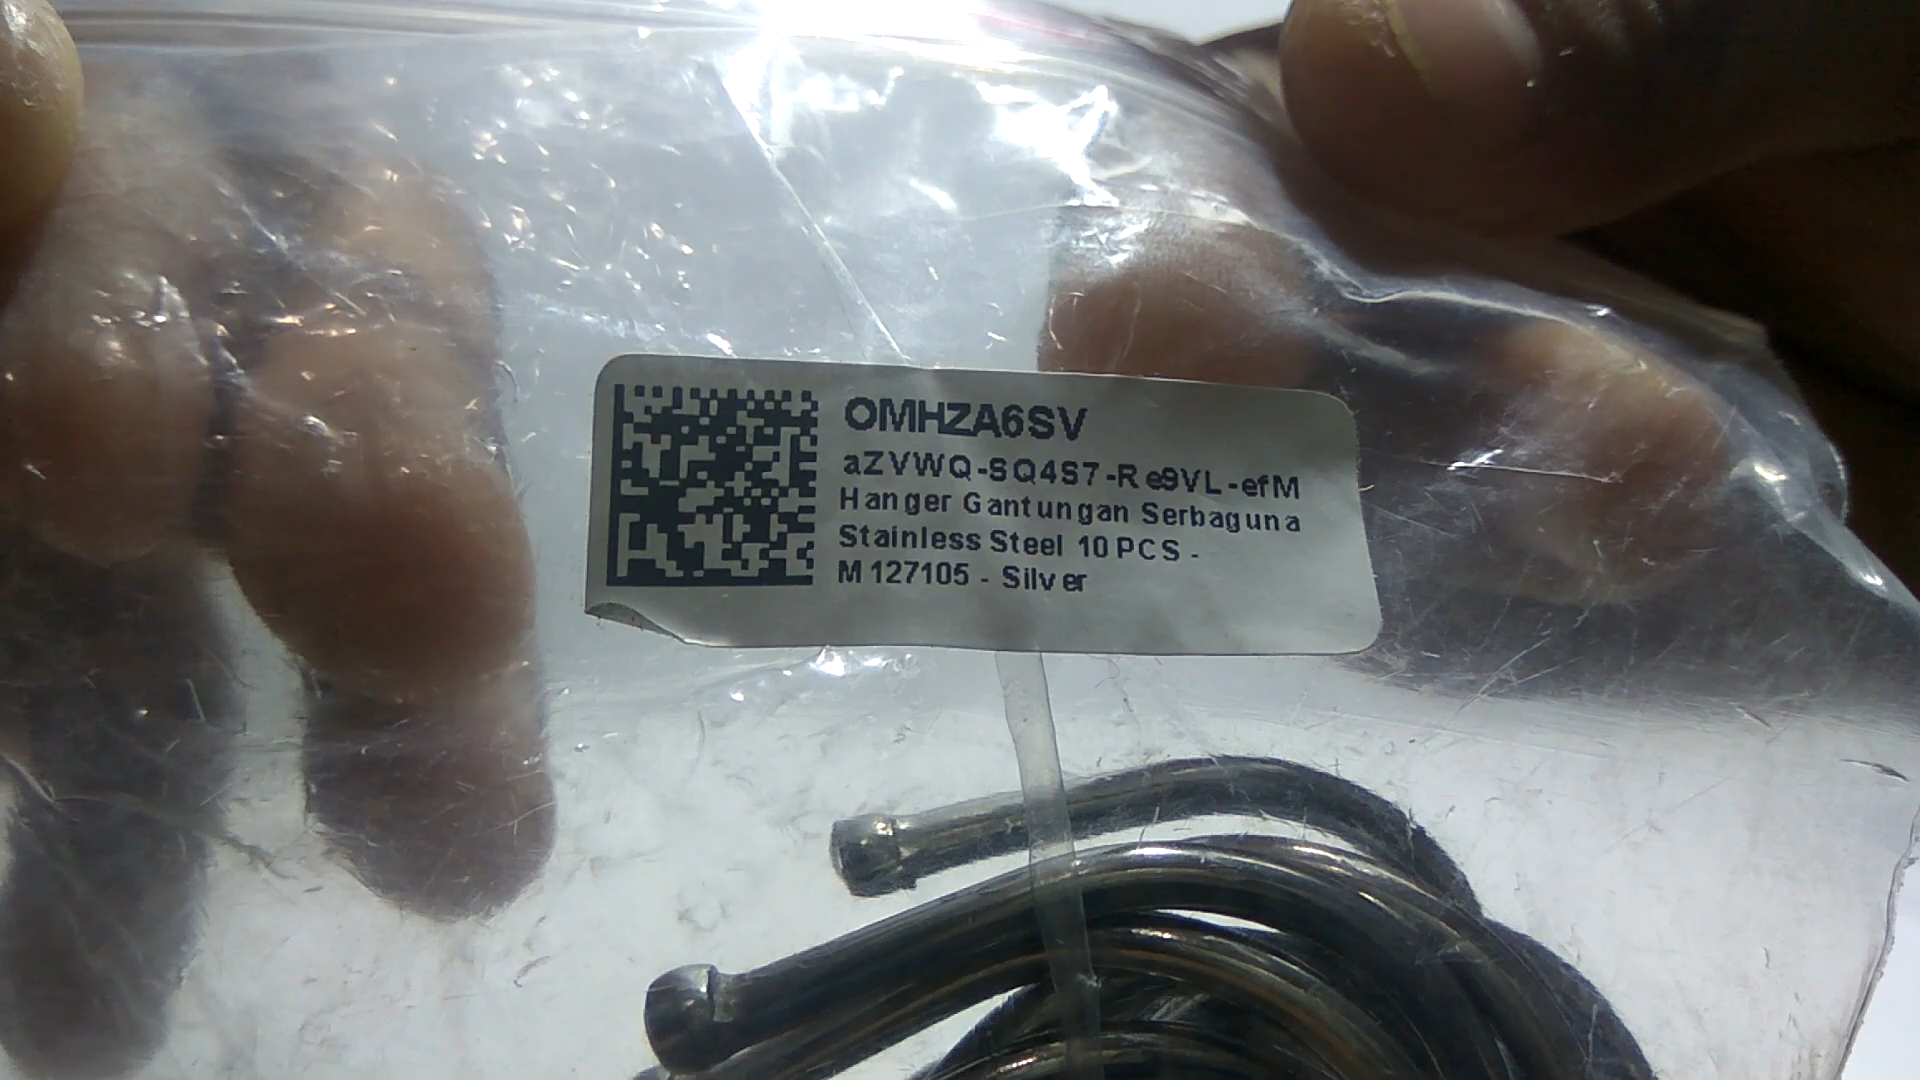 OMHZA6SV
aZVWQ-SQ4S7-Re9VL-efM
Hanger Gantungan Serbaguna
Stainless Steel 10 PCS -
M127105 - Silver